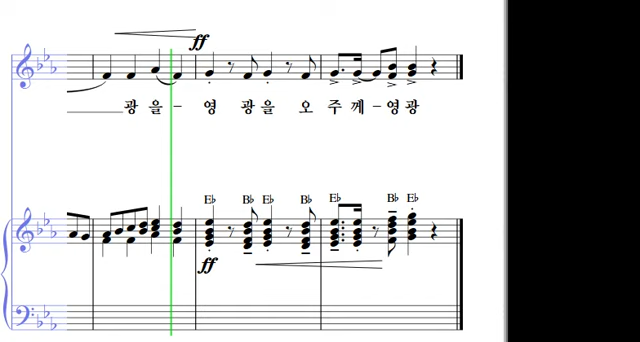 ff
광 을 - 영 광 을 오 주 께 - 영 광
E♭ B♭ E♭ B♭ E♭ B♭ E♭
ff